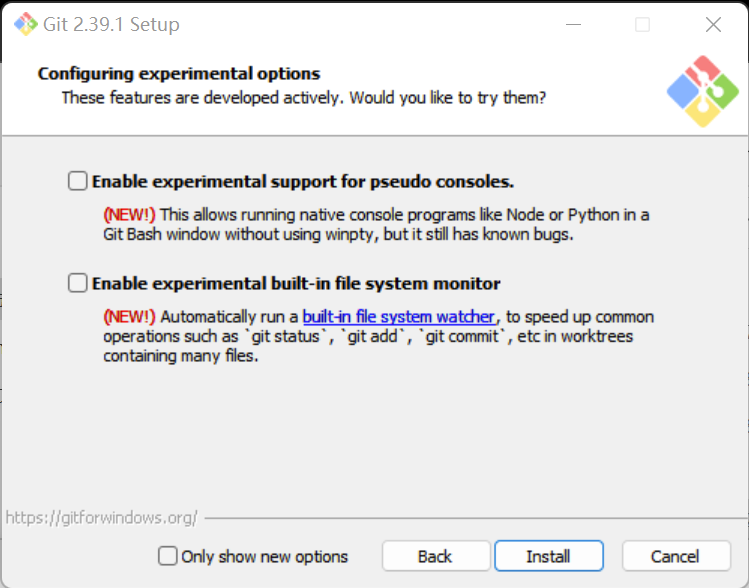 Git 2.39.1 Setup
Configuring experimental options
These features are developed actively. Would you like to try them?
Enable experimental support for pseudo consoles.
(NEW!) This allows running native console programs like Node or Python in a
Git Bash window without using winpty, but it still has known bugs.
Enable experimental built-in file system monitor
(NEW!) Automatically run a built-in file system watcher, to speed up common
operations such as `git status`, `git add`, `git commit`, etc in worktrees
containing many files.
https://gitforwindows.org/
Only show new options Back Install Cancel